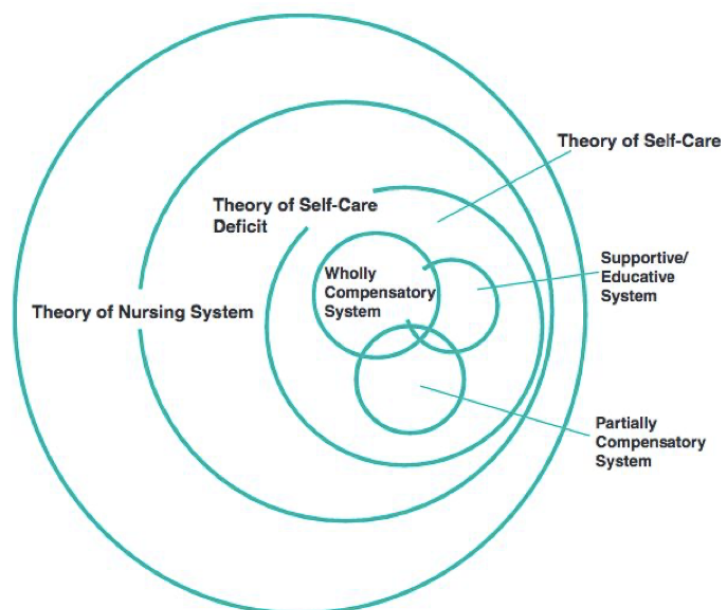 Theory of Self-Care
Theory of Self-Care
Deficit
Supportive/
Educative
System
Wholly
Compensatory
System
Theory of Nursing System
Partially
Compensatory
System